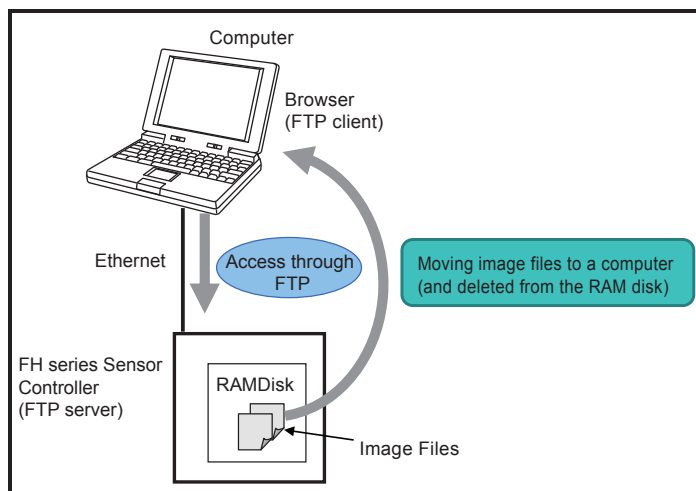 Computer
Browser
(FTP client)
Ethernet
Access through
FTP
Moving image files to a computer
(and deleted from the RAM disk)
FH series Sensor
Controller
(FTP server)
RAMDisk
Image Files